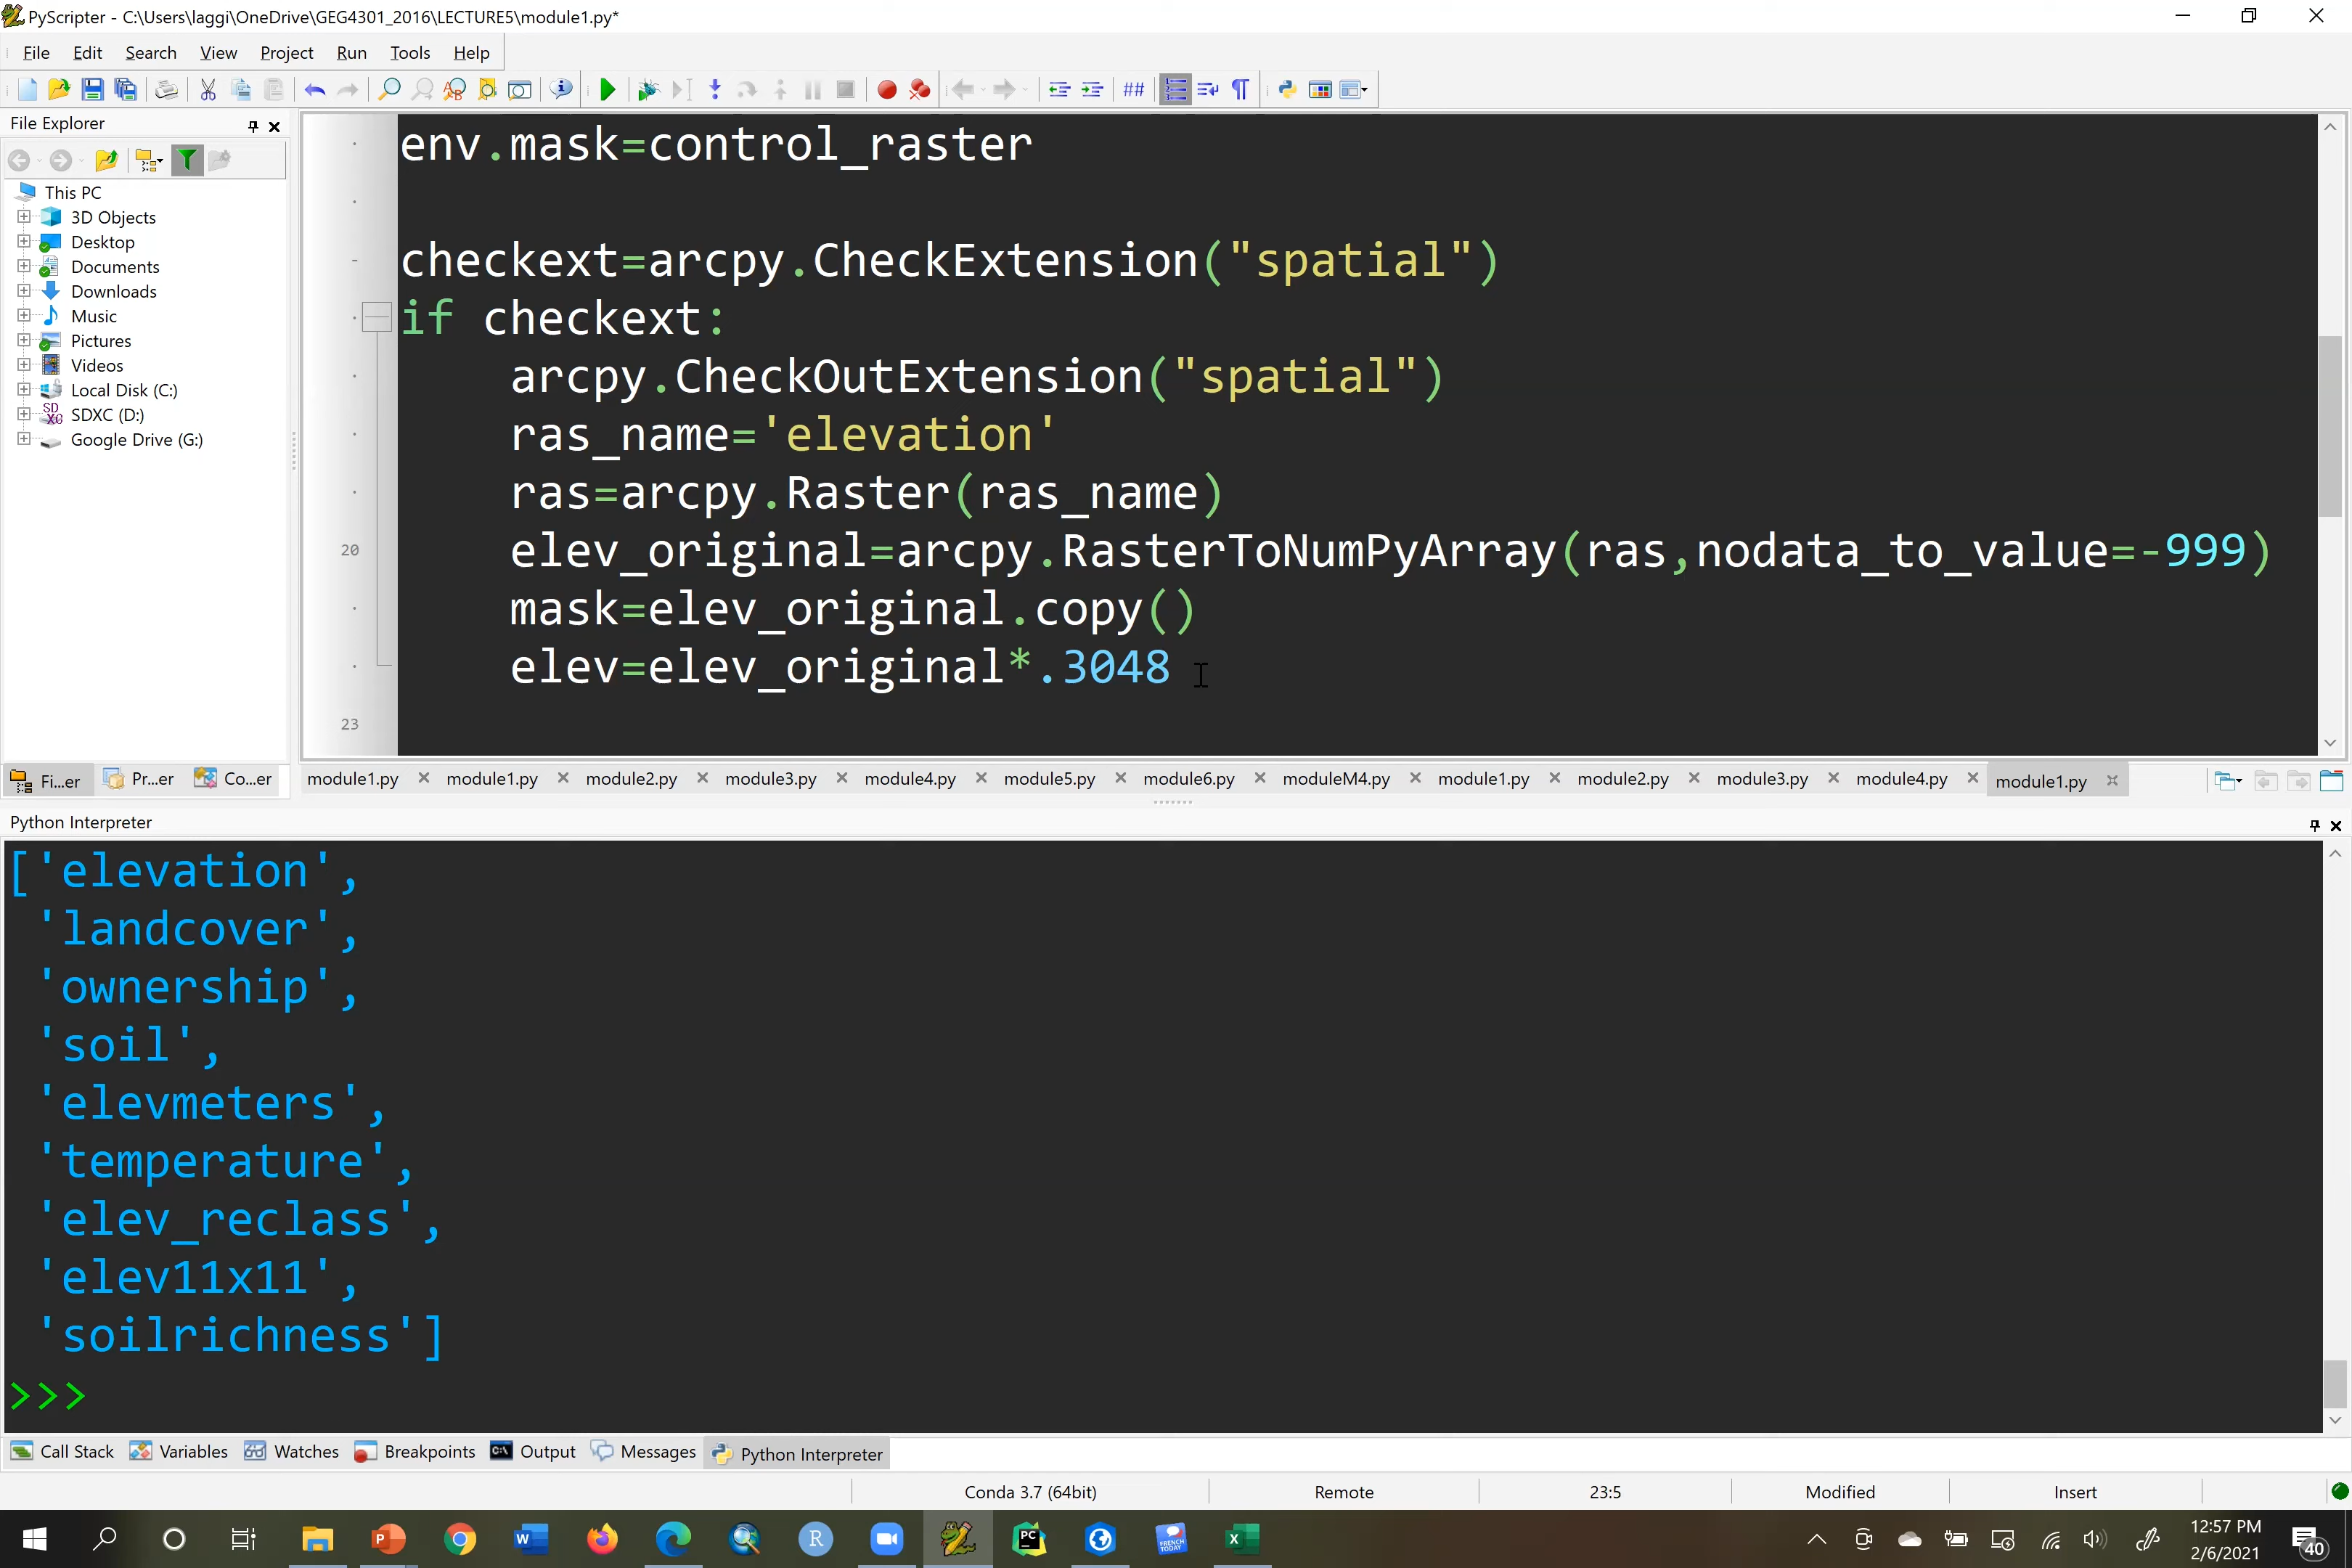 PyScripter - C:\Users\laggi\OneDrive\GEG4301_2016\LECTURE5\module1.py*
File Edit Search View Project Run Tools Help
File Explorer
This PC
3D Objects
Desktop
Documents
Downloads
Music
Pictures
Videos
Local Disk (C:)
SDXC (D:)
Google Drive (G:)
Fi...er Pr...er Co...er
env.mask=control_raster
checkext=arcpy.CheckExtension("spatial")
if checkext:
arcpy.CheckOutExtension("spatial")
ras_name='elevation'
ras=arcpy.Raster(ras_name)
20 elev_original=arcpy.RasterToNumPyArray(ras,nodata_to_value=-999)
mask=elev_original.copy()
elev=elev_original*.3048
23
module1.py module1.py module2.py module3.py module4.py module5.py module6.py moduleM4.py module1.py module2.py module3.py module4.py module1.py
Python Interpreter
['elevation',
'landcover',
'ownership',
'soil',
'elevmeters',
'temperature',
'elev_reclass',
'elev11x11',
'soilrichness']
>>>
Call Stack Variables Watches Breakpoints Output Messages Python Interpreter
Conda 3.7 (64bit) Remote 23:5 Modified Insert
12:57 PM
2/6/2021
40